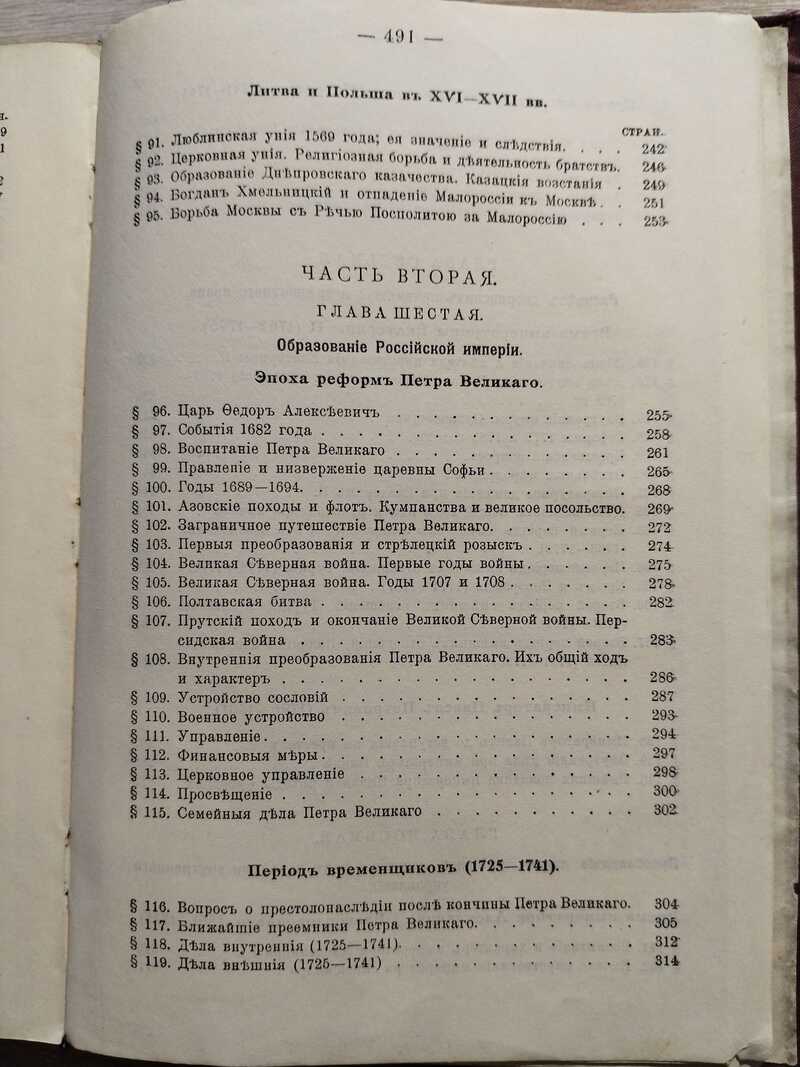 — 491 —
Литва и Польша въ XVI—XVII вв.
СТРАН.
§ 91. Люблинская унія 1569 года; ея значеніе и слѣдствія. . . . 242
§ 92. Церковная унія. Религіозная борьба и дѣятельность братствъ. 246
§ 93. Образованіе Днѣпровскаго казачества. Казацкія возстанія . 249
§ 94. Богданъ Хмельницкій и отпаденіе Малороссіи къ Москвѣ. . 251
§ 95. Борьба Москвы съ Рѣчью Посполитою за Малороссію . . . 253
ЧАСТЬ ВТОРАЯ.
ГЛАВА ШЕСТАЯ.
Образованіе Россійской имперіи.
Эпоха реформъ Петра Великаго.
§ 96. Царь Ѳедоръ Алексѣевичъ . . . . . . . . . . . . 255
§ 97. Событія 1682 года . . . . . . . . . . . . . . . 258
§ 98. Воспитаніе Петра Великаго . . . . . . . . . . . . 261
§ 99. Правленіе и низверженіе царевны Софьи . . . . . . . . 265
§ 100. Годы 1689—1694. . . . . . . . . . . . . . . . 268
§ 101. Азовскіе походы и флотъ. Кумпанства и великое посольство. 269
§ 102. Заграничное путешествіе Петра Великаго. . . . . . . . 272
§ 103. Первыя преобразованія и стрѣлецкій розыскъ . . . . . . 274
§ 104. Великая Сѣверная война. Первые годы войны. . . . . . 275
§ 105. Великая Сѣверная война. Годы 1707 и 1708 . . . . . . . 278
§ 106. Полтавская битва . . . . . . . . . . . . . . . 282
§ 107. Прутскій походъ и окончаніе Великой Сѣверной войны. Пер-
сидская война . . . . . . . . . . . . . . . . 283
§ 108. Внутреннія преобразованія Петра Великаго. Ихъ общій ходъ
и характеръ . . . . . . . . . . . . . . . . . 286
§ 109. Устройство сословій . . . . . . . . . . . . . . 287
§ 110. Военное устройство . . . . . . . . . . . . . . 293
§ 111. Управленіе. . . . . . . . . . . . . . . . . . 294
§ 112. Финансовыя мѣры . . . . . . . . . . . . . . . 297
§ 113. Церковное управленіе . . . . . . . . . . . . . 298
§ 114. Просвѣщеніе . . . . . . . . . . . . . . . . . 300
§ 115. Семейныя дѣла Петра Великаго . . . . . . . . . . 302
Періодъ временщиковъ (1725—1741).
§ 116. Вопросъ о престолонаслѣдіи послѣ кончины Петра Великаго. 304
§ 117. Ближайшіе преемники Петра Великаго. . . . . . . . . 305
§ 118. Дѣла внутреннія (1725—1741). . . . . . . . . . . . 312
§ 119. Дѣла внѣшнія (1725—1741) . . . . . . . . . . . . 314